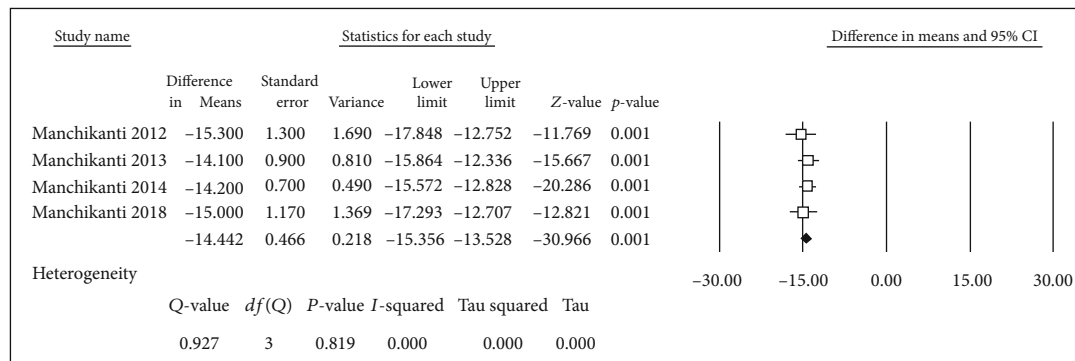 Study name Statistics for each study Difference in means and 95% CI
Difference Standard Lower Upper
in Means error Variance limit limit Z-value p-value
Manchikanti 2012 −15.300 1.300 1.690 −17.848 −12.752 −11.769 0.001
Manchikanti 2013 −14.100 0.900 0.810 −15.864 −12.336 −15.667 0.001
Manchikanti 2014 −14.200 0.700 0.490 −15.572 −12.828 −20.286 0.001
Manchikanti 2018 −15.000 1.170 1.369 −17.293 −12.707 −12.821 0.001
−14.442 0.466 0.218 −15.356 −13.528 −30.966 0.001
Heterogeneity −30.00 −15.00 0.00 15.00 30.00
Q-value df(Q) P-value I-squared Tau squared Tau
0.927 3 0.819 0.000 0.000 0.000